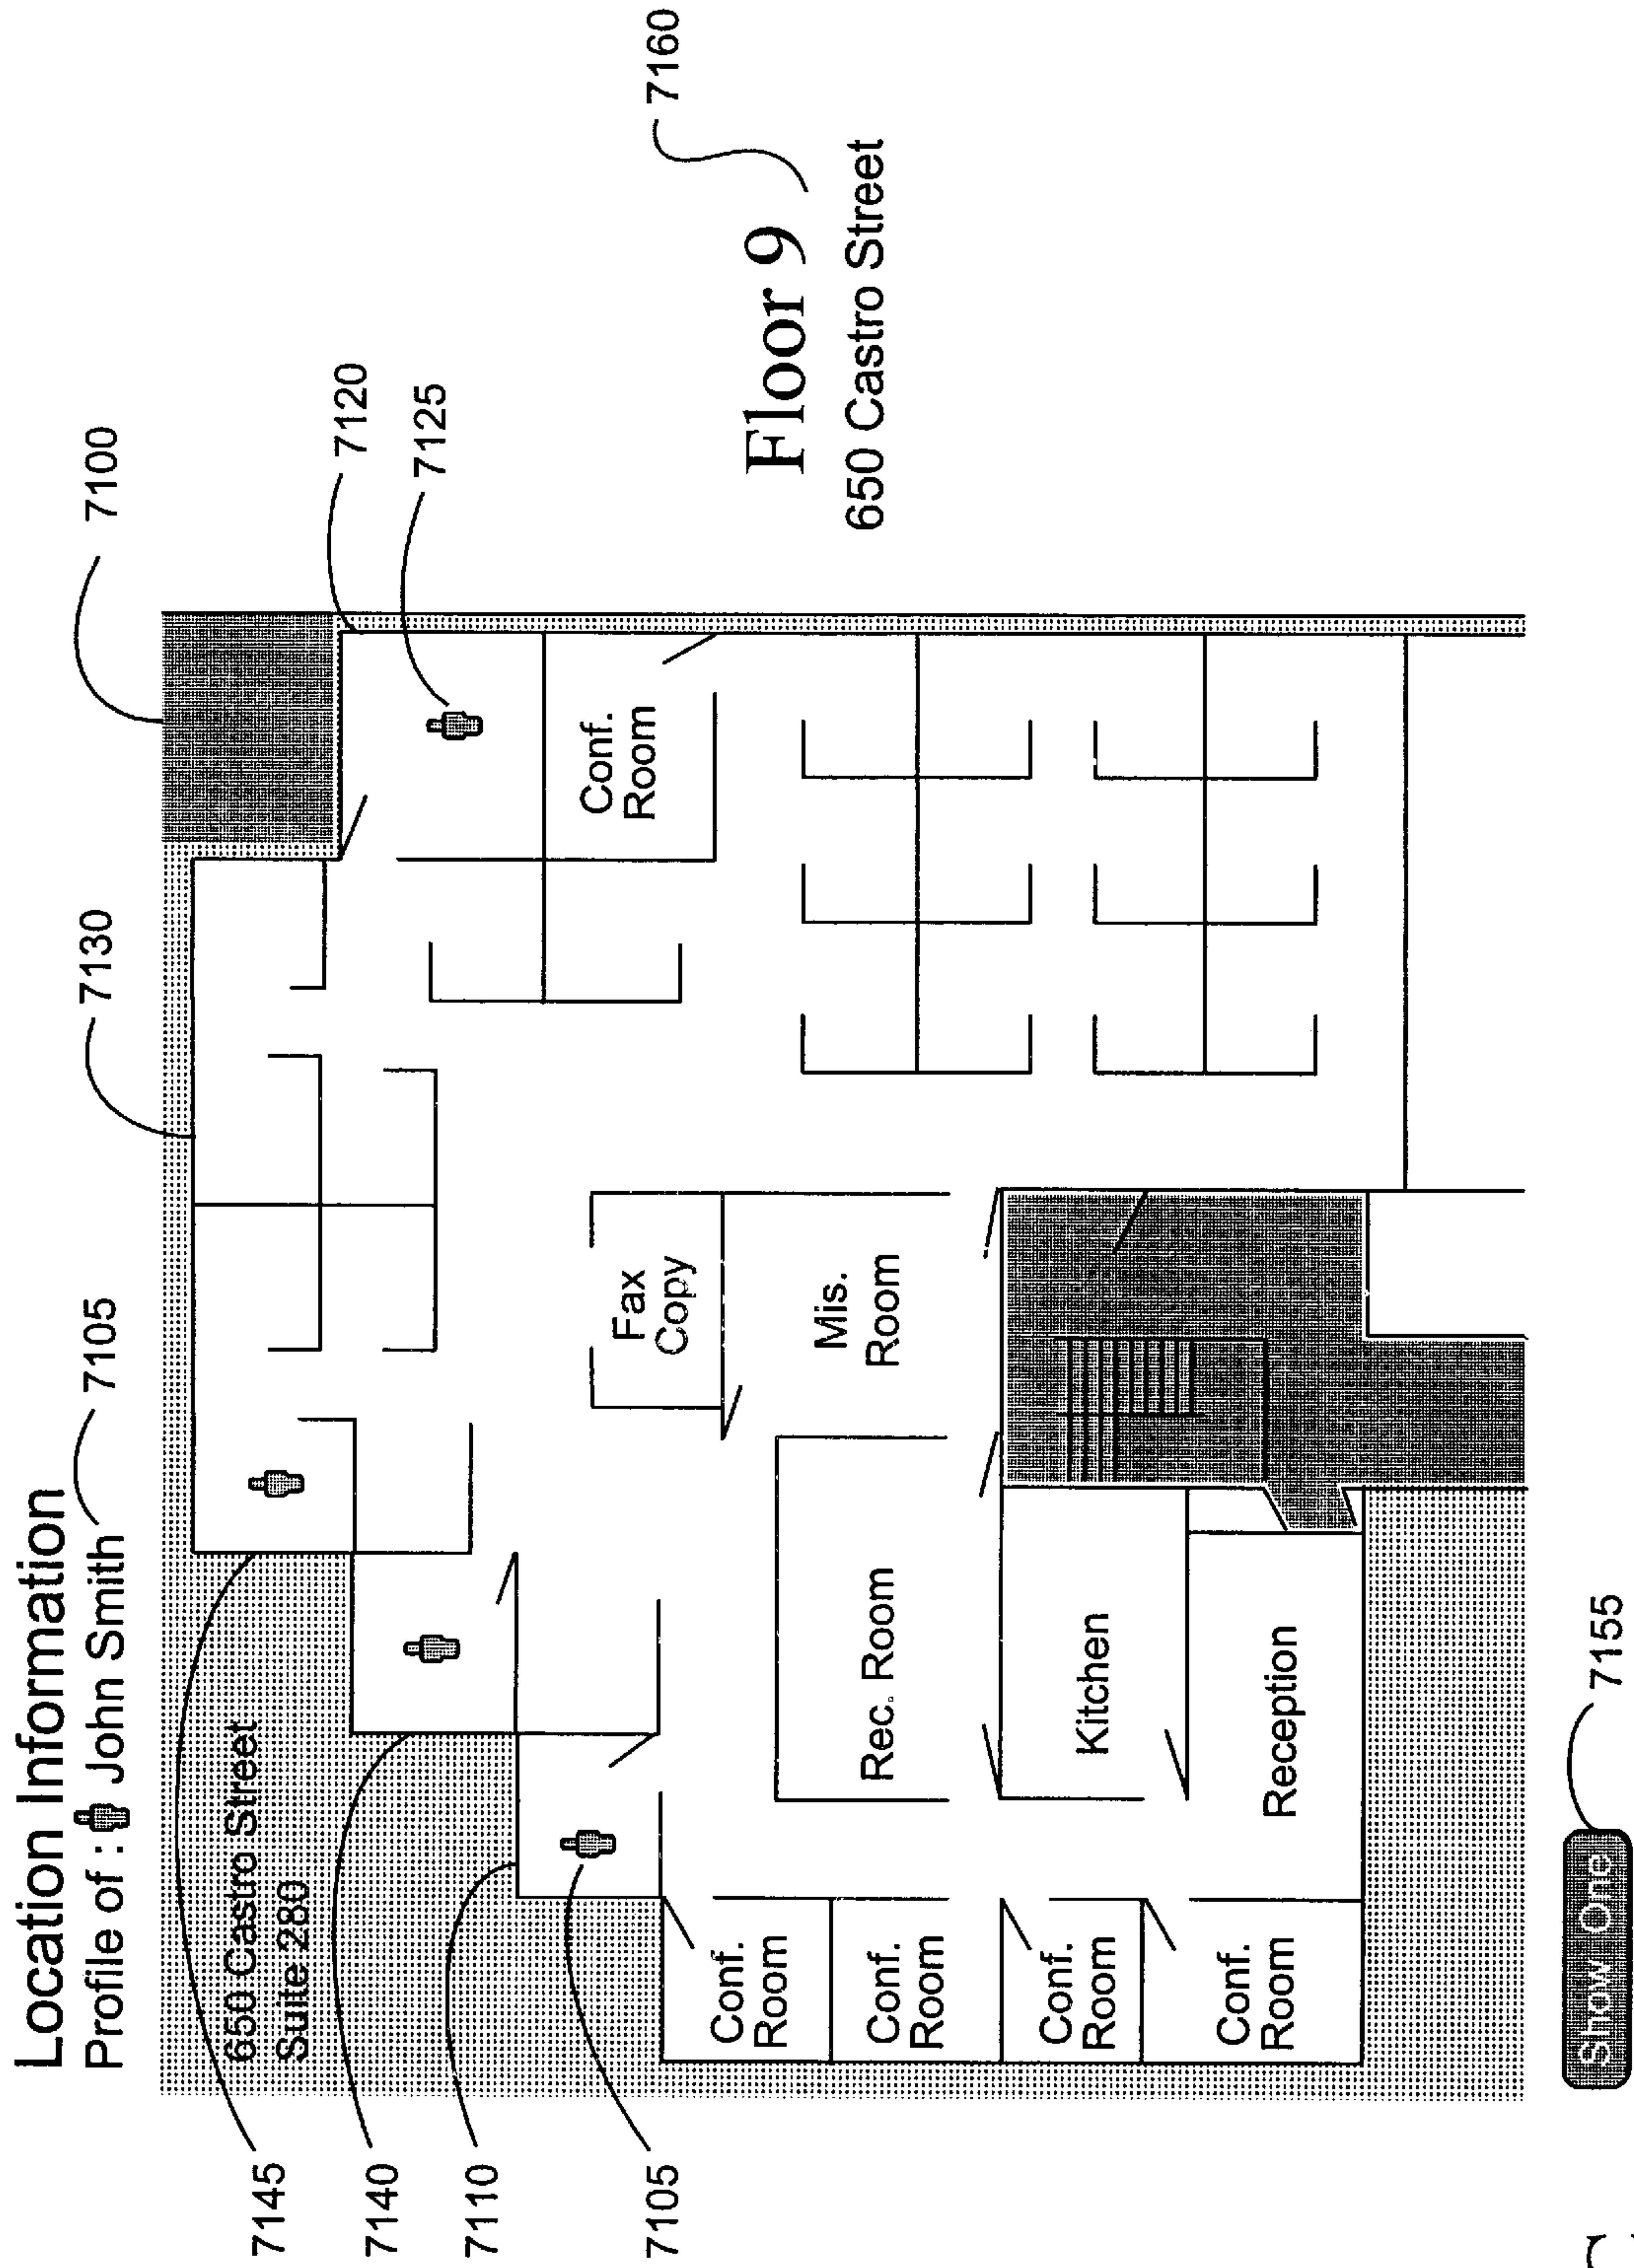 Location Information
Profile of : John Smith
7105
7130
7100
7120
7125
7145
7140
7110
7105
650 Castro Street
Suite 280
Conf.
Room
Fax
Copy
Mis.
Room
Rec. Room
Kitchen
Reception
Conf.
Room
Conf.
Room
Conf.
Room
Conf.
Room
Floor 9
650 Castro Street
7160
Show One
7155